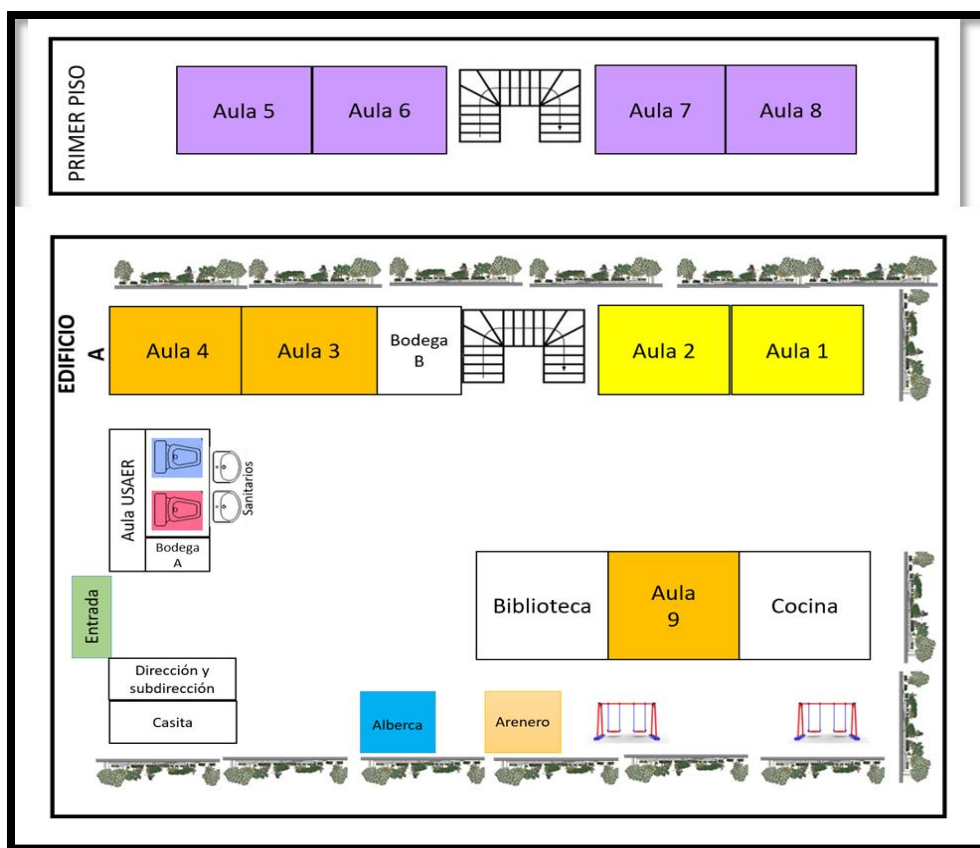 PRIMER PISO
Aula 5
Aula 6
Aula 7
Aula 8
EDIFICIO
A
Aula 4
Aula 3
Bodega
B
Aula 2
Aula 1
Aula USAER
Sanitarios
Bodega
A
Entrada
Biblioteca
Aula
9
Cocina
Dirección y
subdirección
Casita
Alberca
Arenero